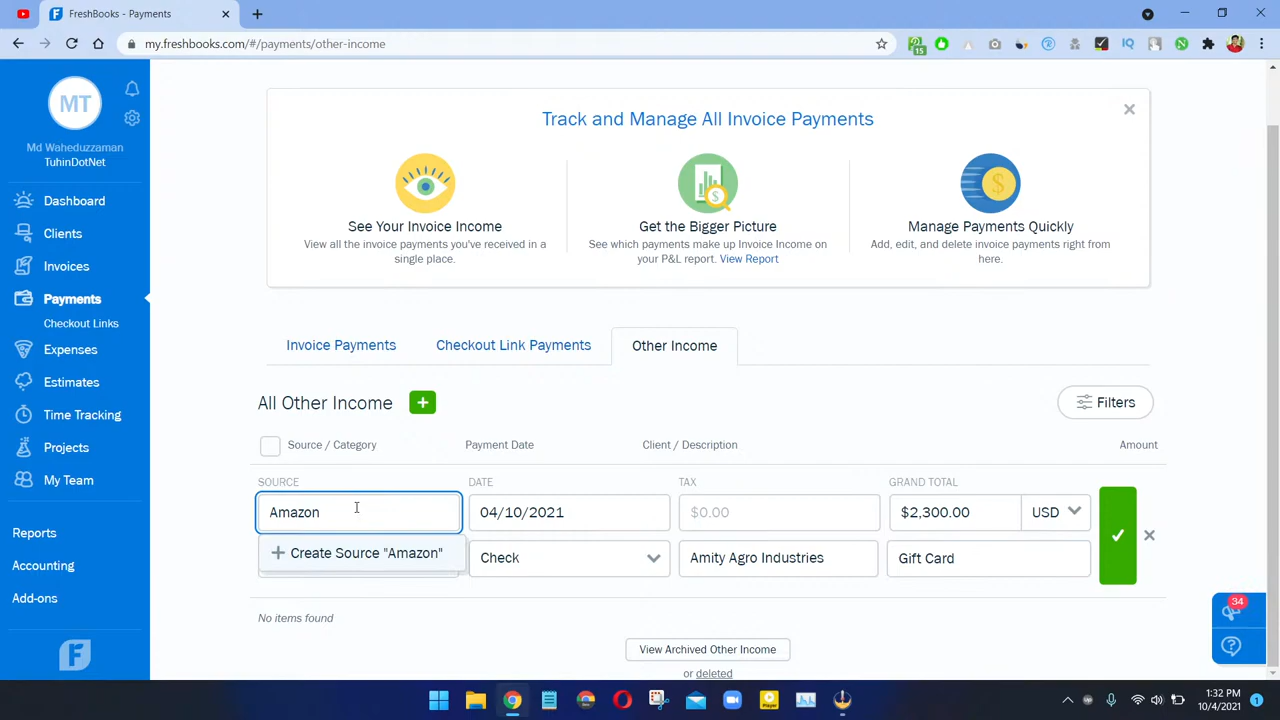 FreshBooks - Payments
my.freshbooks.com/#/payments/other-income
15
MT
Md Waheduzzaman
TuhinDotNet
Dashboard
Clients
Invoices
Payments
Checkout Links
Expenses
Estimates
Time Tracking
Projects
My Team
Reports
Accounting
Add-ons
Track and Manage All Invoice Payments
See Your Invoice Income
View all the invoice payments you've received in a
single place.
Get the Bigger Picture
See which payments make up Invoice Income on
your P&L report. View Report
Manage Payments Quickly
Add, edit, and delete invoice payments right from
here.
Invoice Payments Checkout Link Payments Other Income
All Other Income
Filters
Source / Category Payment Date Client / Description Amount
SOURCE DATE TAX GRAND TOTAL
Amazon 04/10/2021 $0.00 $2,300.00 USD
Create Source "Amazon" Check Amity Agro Industries Gift Card
No items found
View Archived Other Income
or deleted
34
1:32 PM
10/4/2021
1